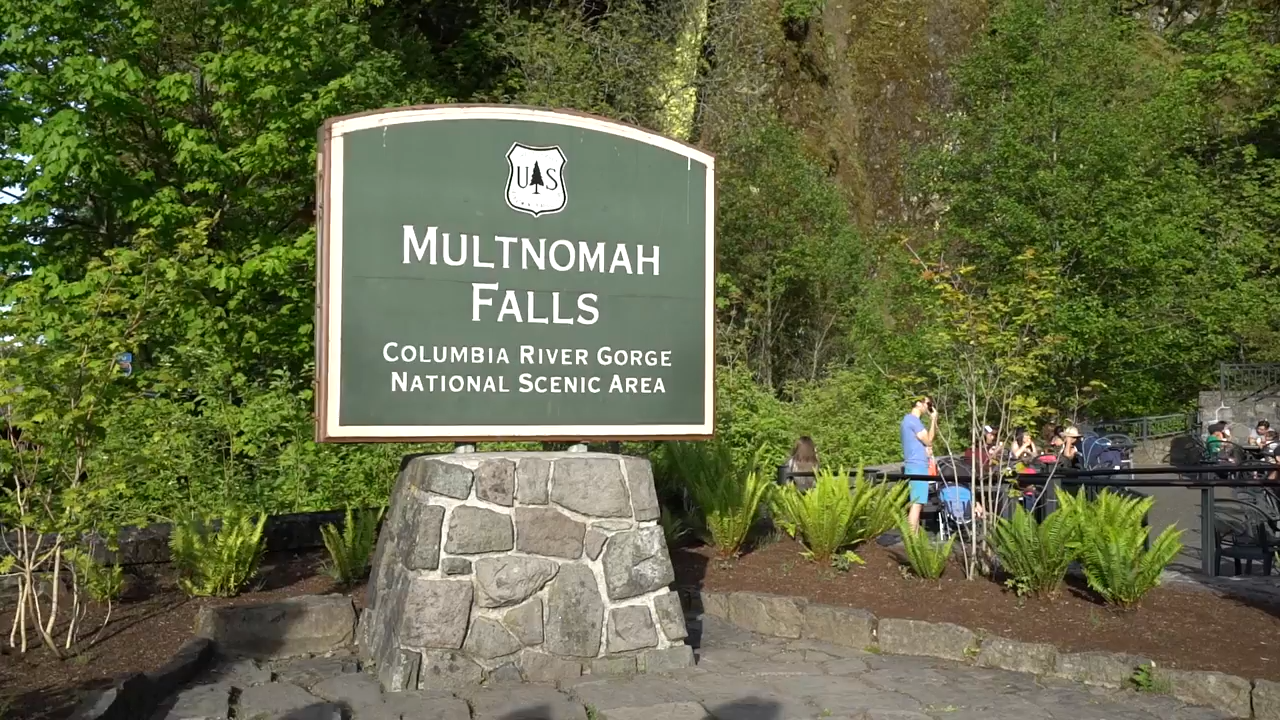 US
MULTNOMAH
FALLS
COLUMBIA RIVER GORGE
NATIONAL SCENIC AREA